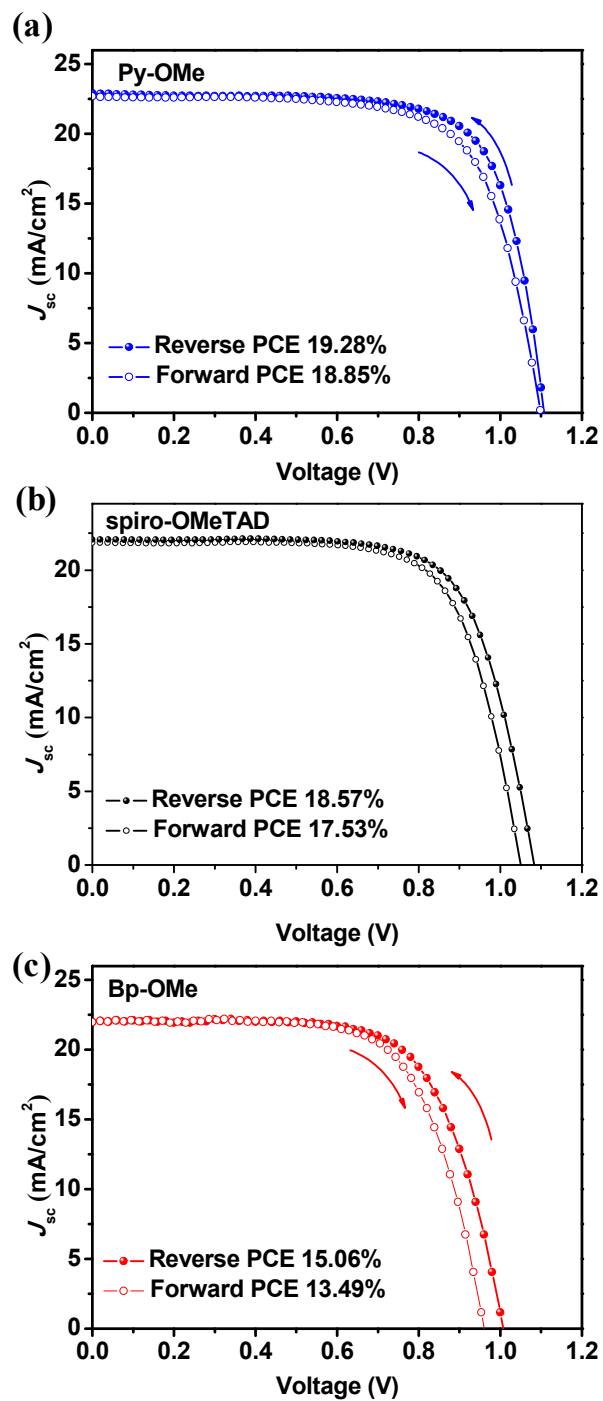 (a)
25
20
15
10
5
0
J_sc (mA/cm²)
Py-OMe
Reverse PCE 19.28%
Forward PCE 18.85%
0.0 0.2 0.4 0.6 0.8 1.0 1.2
Voltage (V)
(b)
20
15
10
5
0
J_sc (mA/cm²)
spiro-OMeTAD
Reverse PCE 18.57%
Forward PCE 17.53%
0.0 0.2 0.4 0.6 0.8 1.0 1.2
Voltage (V)
(c)
25
20
15
10
5
0
J_sc (mA/cm²)
Bp-OMe
Reverse PCE 15.06%
Forward PCE 13.49%
0.0 0.2 0.4 0.6 0.8 1.0 1.2
Voltage (V)